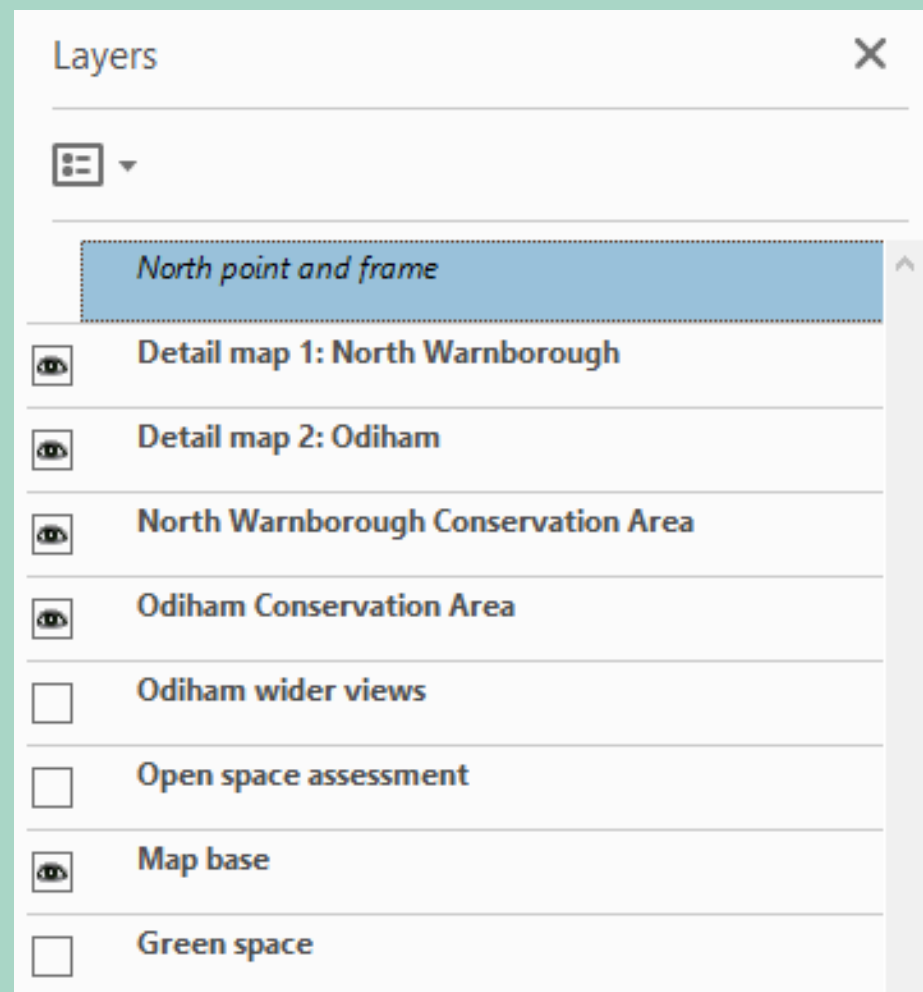 Layers
North point and frame
Detail map 1: North Warnborough
Detail map 2: Odiham
North Warnborough Conservation Area
Odiham Conservation Area
Odiham wider views
Open space assessment
Map base
Green space